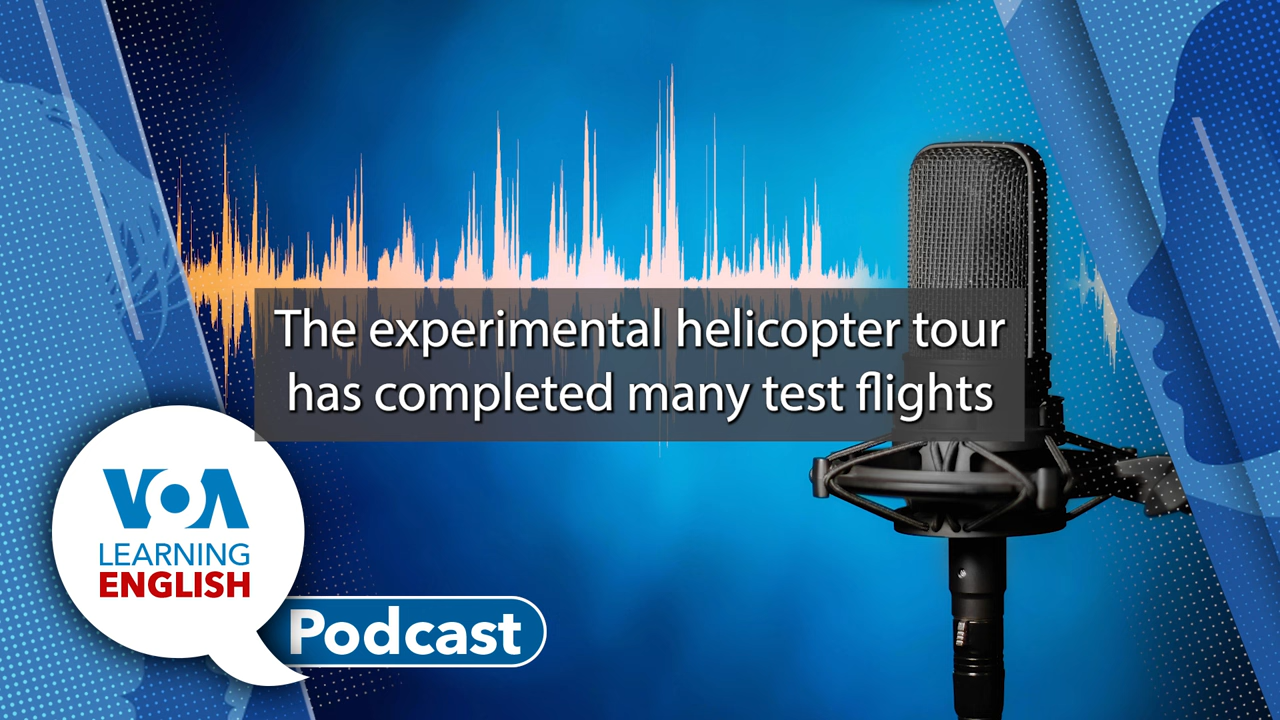 The experimental helicopter tour
has completed many test flights
VOA
LEARNING
ENGLISH
Podcast